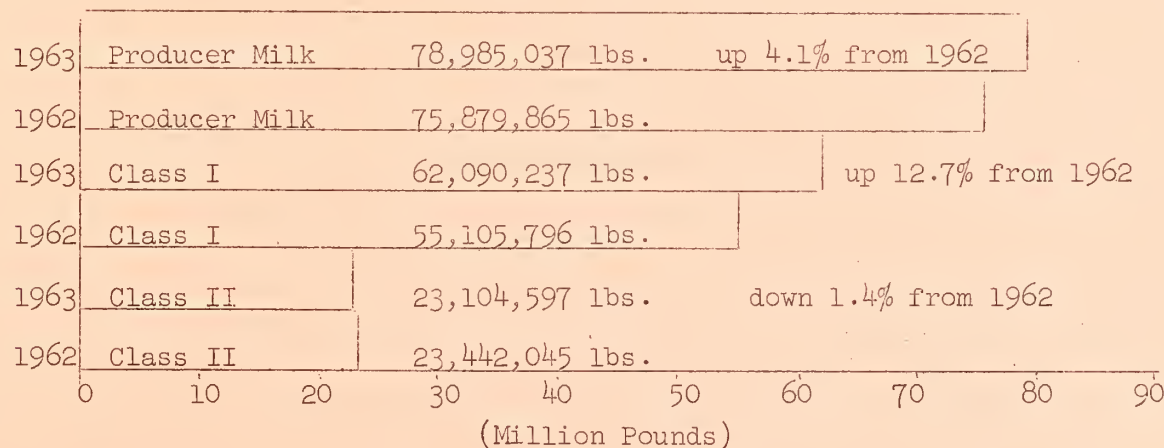 1963 Producer Milk 78,985,037 lbs. up 4.1% from 1962
1962 Producer Milk 75,879,865 lbs.
1963 Class I 62,090,237 lbs. up 12.7% from 1962
1962 Class I 55,105,796 lbs.
1963 Class II 23,104,597 lbs. down 1.4% from 1962
1962 Class II 23,442,045 lbs.
0 10 20 30 40 50 60 70 80 90
(Million Pounds)